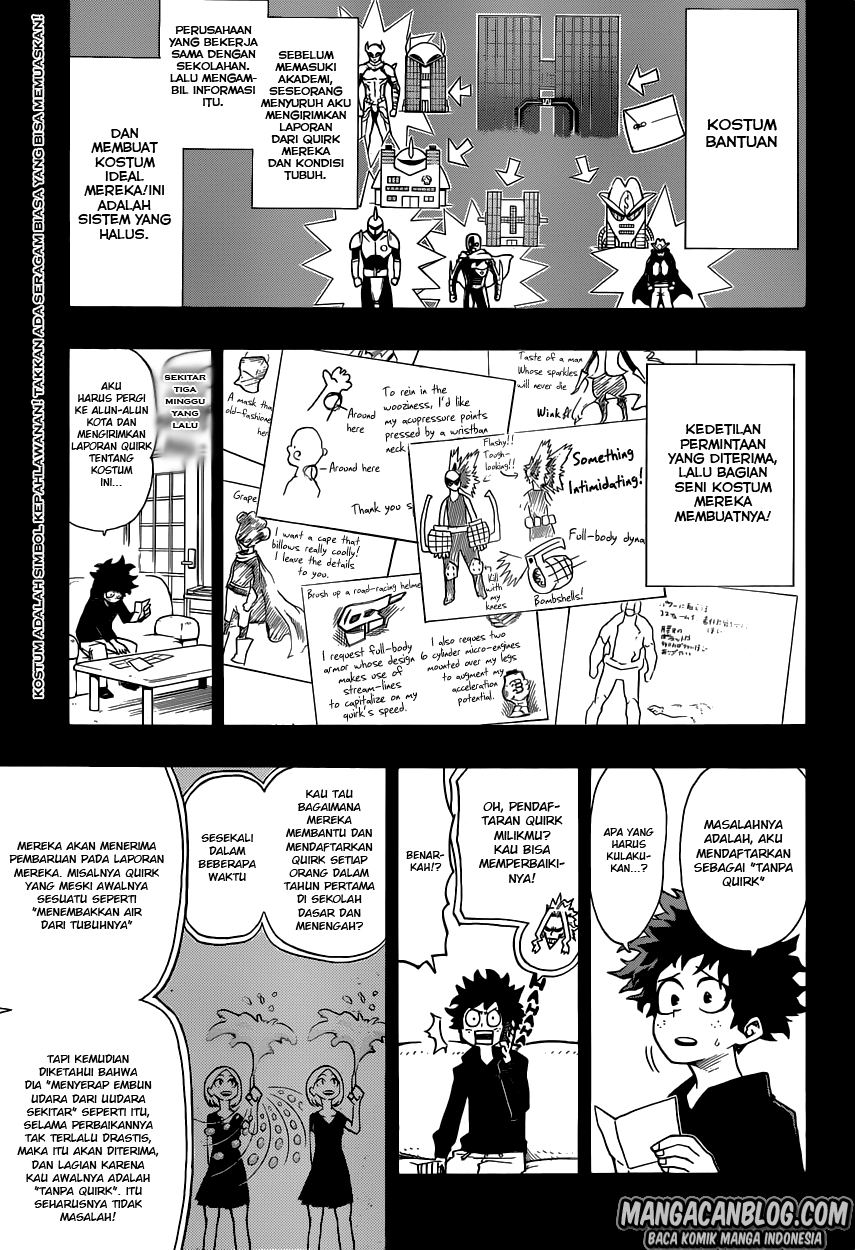 KOSTUM ADALAH SIMBOL KEPAHLAWANAN! TAKKAN ADA SERAGAM BIASA YANG BISA MEMUASKAN!
KOSTUM
BANTUAN
SEBELUM
MEMASUKI
AKADEMI,
SESEORANG
MENYURUH AKU
MENGIRIMKAN
LAPORAN
DARI QUIRK
MEREKA
DAN KONDISI
TUBUH.
PERUSAHAAN
YANG BEKERJA
SAMA DENGAN
SEKOLAHAN.
LALU MENGAM-
BIL INFORMASI
ITU.
DAN
MEMBUAT
KOSTUM
IDEAL
MEREKA!INI
ADALAH
SISTEM YANG
HALUS.
KEDETILAN
PERMINTAAN
YANG DITERIMA,
LALU BAGIAN
SENI KOSTUM
MEREKA
MEMBUATNYA!
Taste of a man
Whose sparkles
will never die
Wink
A mask tha
old-fashione
here
Around
here
Around here
To rein in the
wooziness, I'd like
my acupressure points
pressed by a wristban
neck
Thank you s
Flashy!!
Tough-
looking!!
Something
Intimidating!
Full-body dyna
Kill
with
my
knees
Bombshells!
Grape
I want a cape that
billows really coolly!
I leave the details
to you.
Brush up a road-racing helme
I request full-body
armor whose design
makes use of
stream-lines
to capitalize on my
quirk's speed.
I also reques two
6 cylinder micro-engines
mounted over my legs
to augment my
acceleration
potential.
SEKITAR
TIGA
MINGGU
YANG
LALU
AKU
HARUS PERGI
KE ALUN-ALUN
KOTA DAN
MENGIRIMKAN
LAPORAN QUIRK
TENTANG
KOSTUM
INI...
MASALAHNYA
ADALAH, AKU
MENDAFTARKAN
SEBAGAI "TANPA
QUIRK"
APA YANG
HARUS
KULAKU-
KAN...?
OH, PENDAF-
TARAN QUIRK
MILIKMU?
KAU BISA
MEMPERBAIKI-
NYA!
BENAR-
KAH!?
KAU TAU
BAGAIMANA
MEREKA
MEMBANTU DAN
MENDAFTARKAN
QUIRK SETIAP
ORANG DALAM
TAHUN PERTAMA
DI SEKOLAH
DASAR DAN
MENENGAH?
SESEKALI
DALAM
BEBERAPA
WAKTU
MEREKA AKAN MENERIMA
PEMBARUAN PADA LAPORAN
MEREKA. MISALNYA QUIRK
YANG MESKI AWALNYA
SESUATU SEPERTI
"MENEMBAKKAN AIR
DARI TUBUHNYA"
TAPI KEMUDIAN
DIKETAHUI BAHWA
DIA "MENYERAP EMBUN
UDARA DARI UUDARA
SEKITAR" SEPERTI ITU,
SELAMA PERBAIKANNYA
TAK TERLALU DRASTIS,
MAKA ITU AKAN DITERIMA,
DAN LAGIAN KARENA
KAU AWALNYA ADALAH
"TANPA QUIRK". ITU
SEHARUSNYA TIDAK
MASALAH!
MANGACANBLOG.COM
BACA KOMIK MANGA INDONESIA